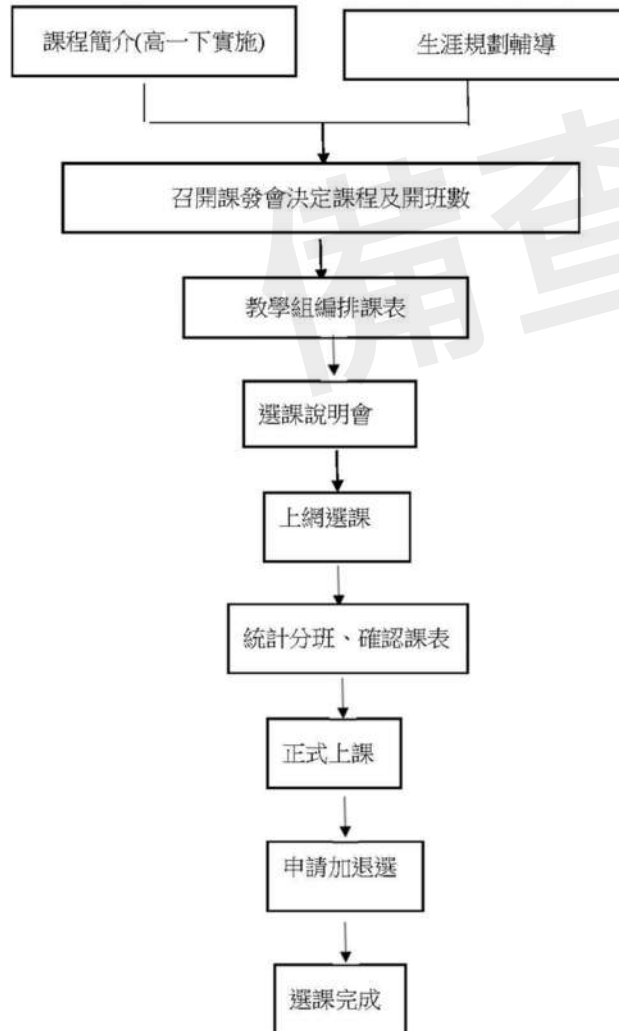 課程簡介(高一下實施)
生涯規劃輔導
召開課發會決定課程及開班數
教學組編排課表
選課說明會
上網選課
統計分班、確認課表
正式上課
申請加退選
選課完成
備查